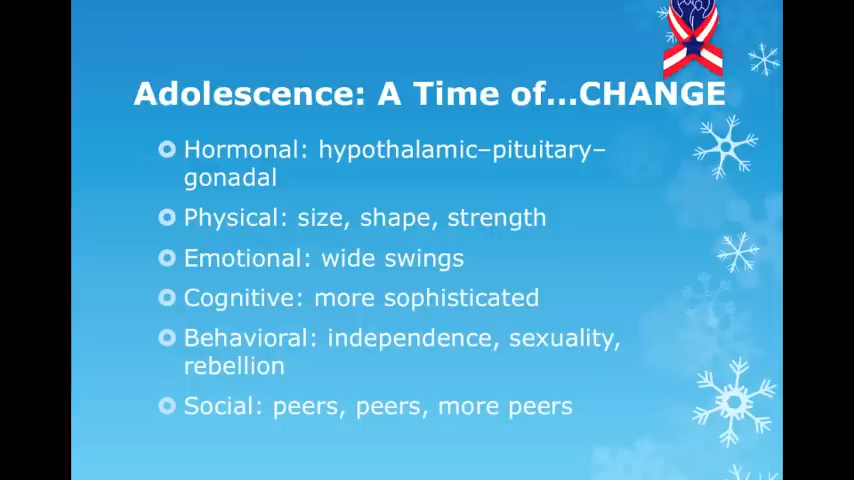 Adolescence: A Time of...CHANGE
Hormonal: hypothalamic–pituitary–
gonadal
Physical: size, shape, strength
Emotional: wide swings
Cognitive: more sophisticated
Behavioral: independence, sexuality,
rebellion
Social: peers, peers, more peers